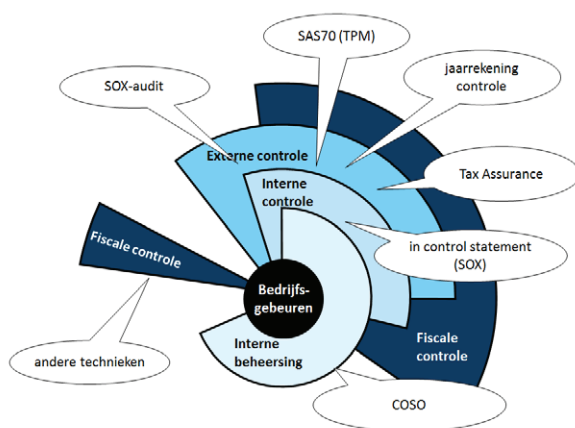 SAS70 (TPM)
jaarrekening
controle
SOX-audit
Externe controle
Tax Assurance
Interne
controle
Fiscale controle
in control statement
(SOX)
Bedrijfs-
gebeuren
Fiscale
controle
Interne
beheersing
andere technieken
COSO